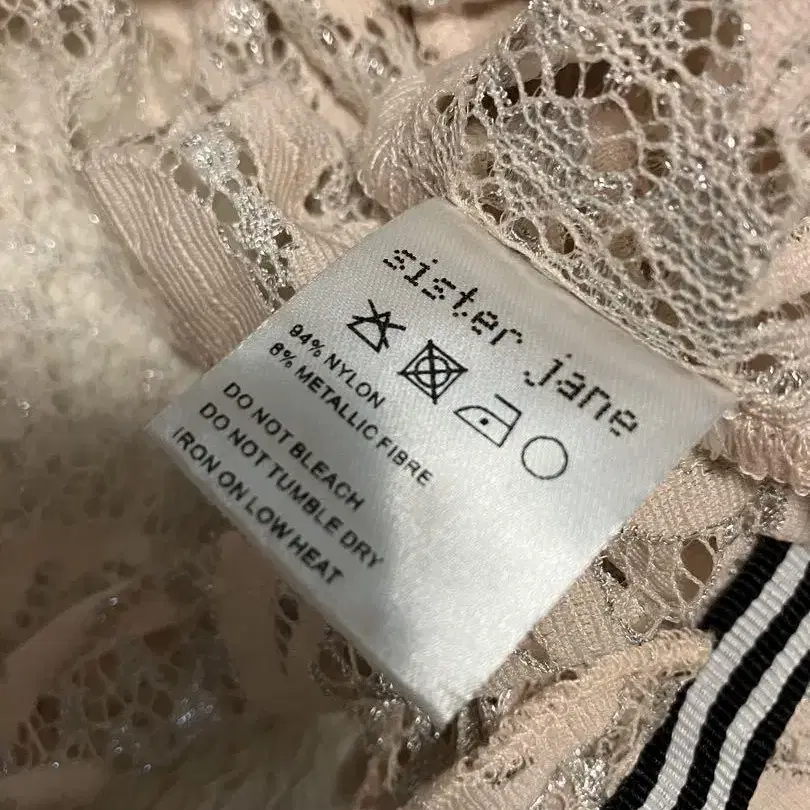 sister jane
94% NYLON
6% METALLIC FIBRE
DO NOT BLEACH
DO NOT TUMBLE DRY
IRON ON LOW HEAT